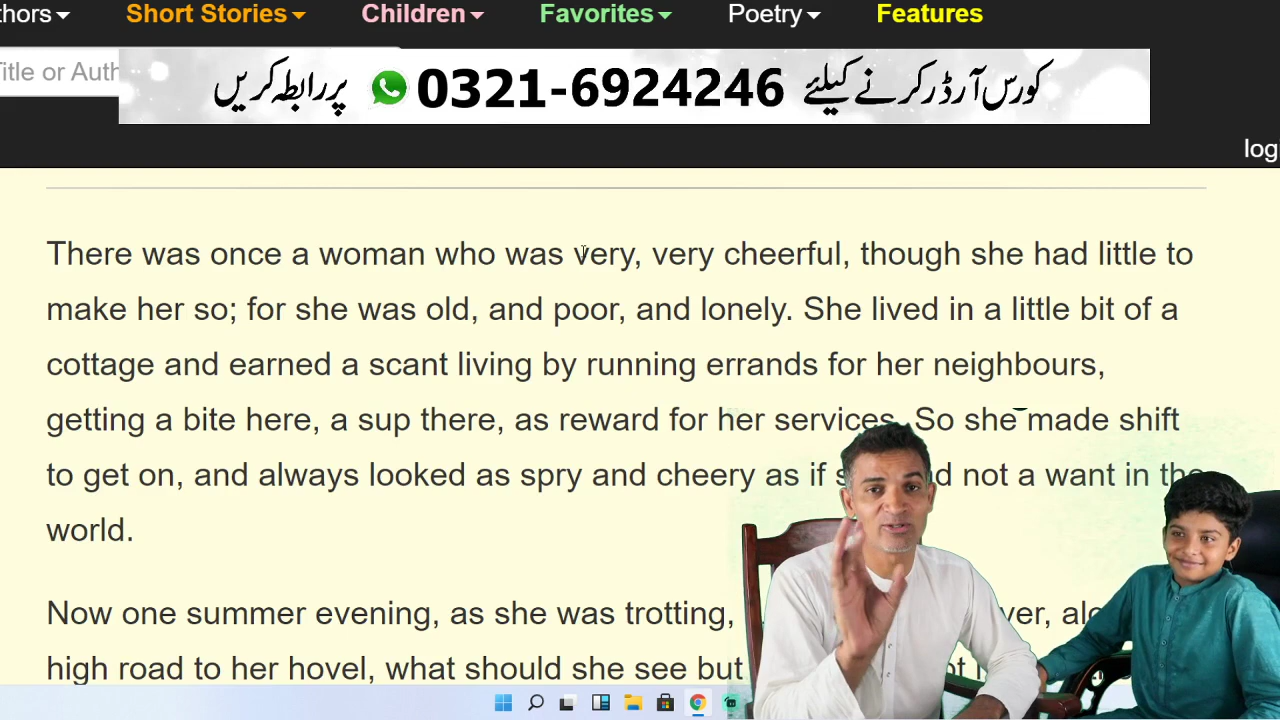 thors Short Stories Children Favorites Poetry Features
Title or Auth
کورس آرڈر کرنے کیلئے 0321-6924246 پر رابطہ کریں
log
There was once a woman who was very, very cheerful, though she had little to
make her so; for she was old, and poor, and lonely. She lived in a little bit of a
cottage and earned a scant living by running errands for her neighbours,
getting a bite here, a sup there, as reward for her services. So she made shift
to get on, and always looked as spry and cheery as if s d not a want in the
world.
Now one summer evening, as she was trotting, ver, alo
high road to her hovel, what should she see but